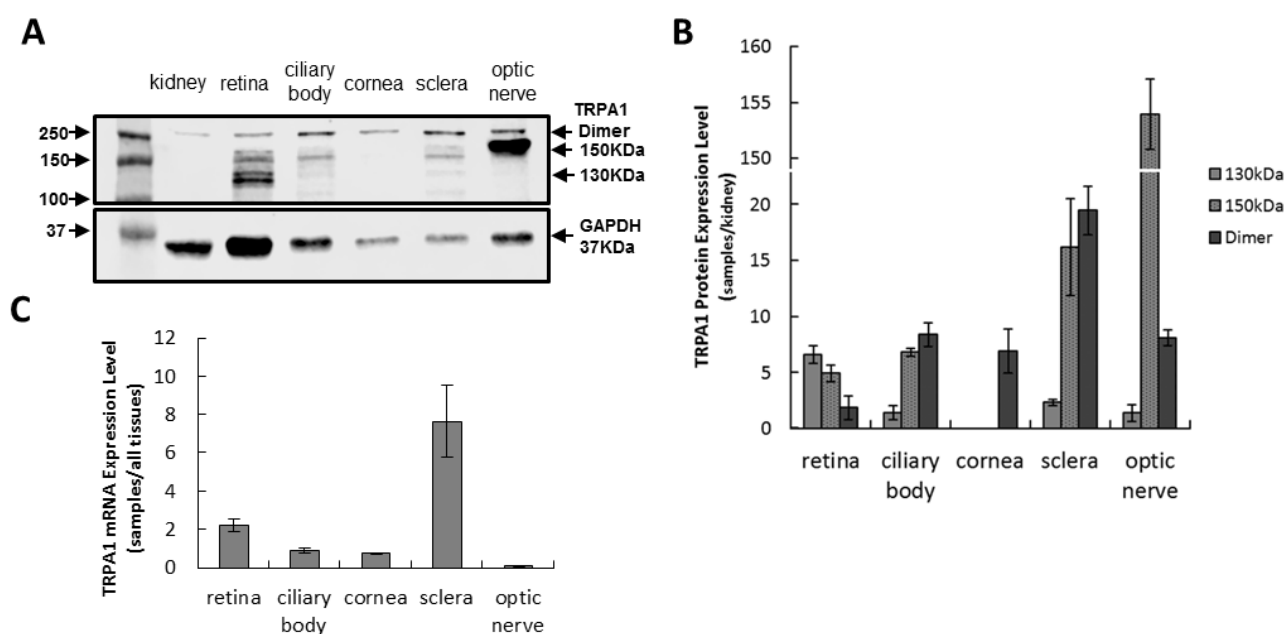 A
kidney retina ciliary body cornea sclera optic nerve
TRPA1
250 Dimer
150 150KDa
130KDa
100
37 GAPDH
37KDa
B
TRPA1 Protein Expression Level
(samples/kidney)
160
155
150
20
15
10
5
0
retina ciliary body cornea sclera optic nerve
130kDa
150kDa
Dimer
C
TRPA1 mRNA Expression Level
(samples/all tissues)
12
10
8
6
4
2
0
retina ciliary body cornea sclera optic nerve